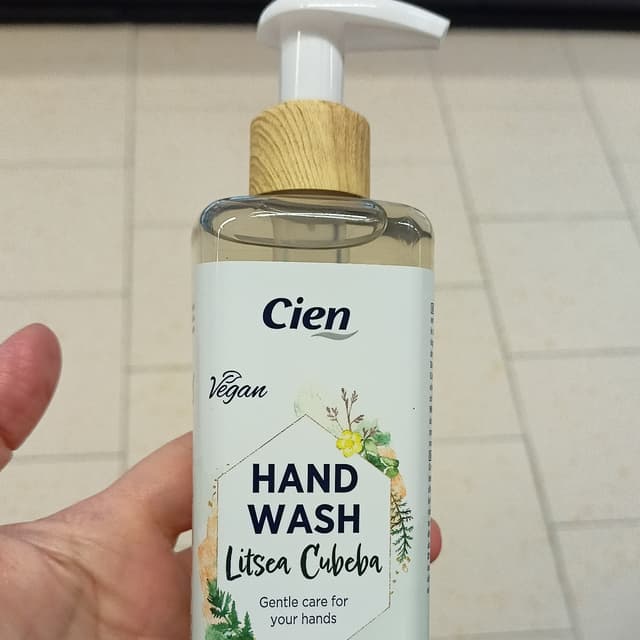 Cien
Vegan
HAND
WASH
Litsea Cubeba
Gentle care for
your hands